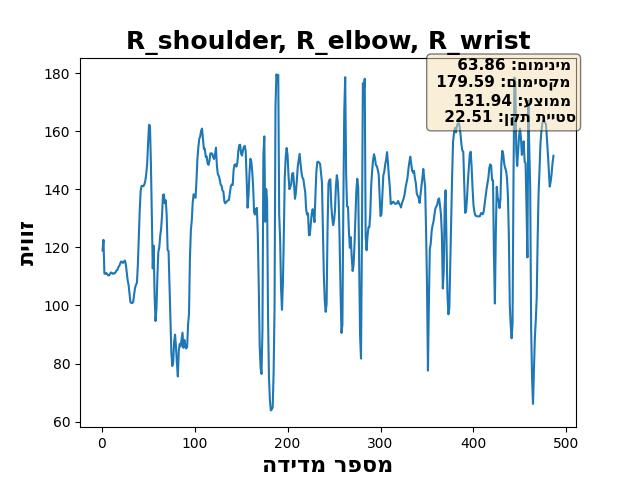 R_shoulder, R_elbow, R_wrist
מינימום: 63.86
מקסימום: 179.59
ממוצע: 131.94
סטיית תקן: 22.51
זווית
180
160
140
120
100
80
60
0 100 200 300 400 500
מספר מדידה